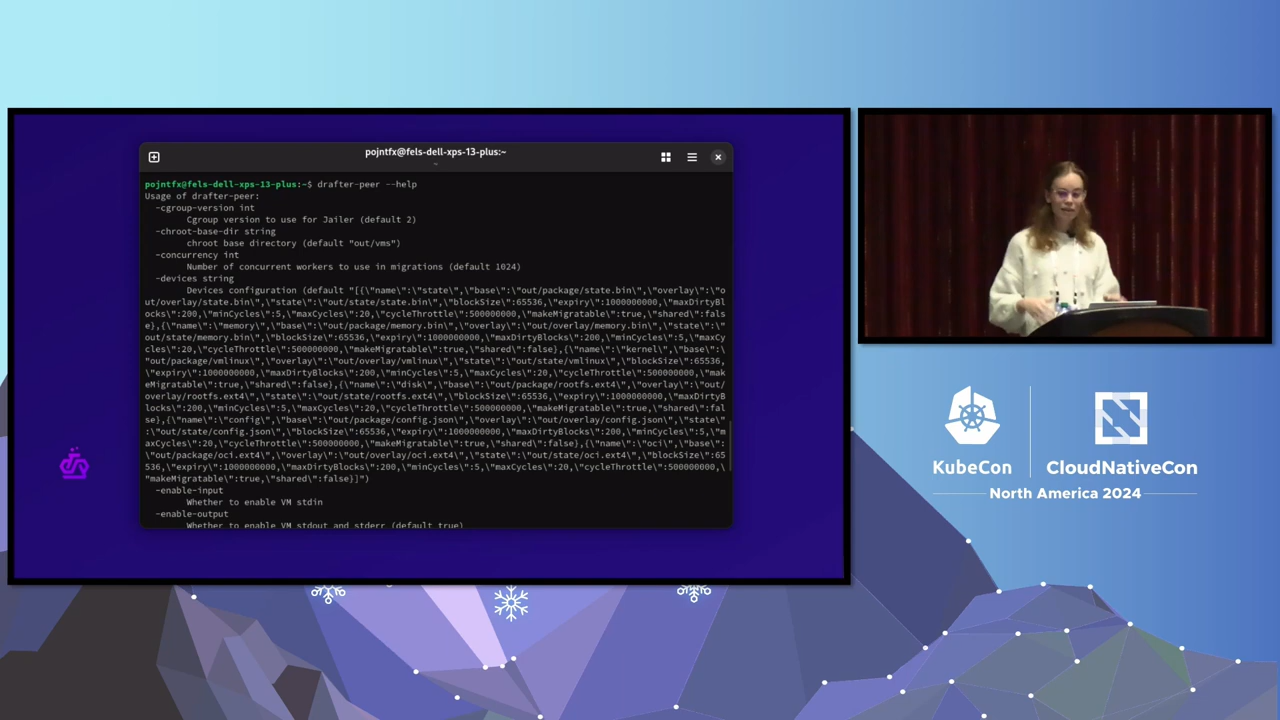 pojntfx@fels-dell-xps-13-plus:~
~
pojntfx@fels-dell-xps-13-plus:~$ drafter-peer --help
Usage of drafter-peer:
  -cgroup-version int
        Cgroup version to use for Jailer (default 2)
  -chroot-base-dir string
        chroot base directory (default "out/vms")
  -concurrency int
        Number of concurrent workers to use in migrations (default 1024)
  -devices string
        Devices configuration (default "[{\"name\":\"state\",\"base\":\"out/package/state.bin\",\"overlay\":\"o
ut/overlay/state.bin\",\"state\":\"out/state/state.bin\",\"blockSize\":65536,\"expiry\":1000000000,\"maxDirtyBl
ocks\":200,\"minCycles\":5,\"maxCycles\":20,\"cycleThrottle\":500000000,\"makeMigratable\":true,\"shared\":fals
e},{\"name\":\"memory\",\"base\":\"out/package/memory.bin\",\"overlay\":\"out/overlay/memory.bin\",\"state\":\"
out/state/memory.bin\",\"blockSize\":65536,\"expiry\":1000000000,\"maxDirtyBlocks\":200,\"minCycles\":5,\"maxCy
cles\":20,\"cycleThrottle\":500000000,\"makeMigratable\":true,\"shared\":false},{\"name\":\"kernel\",\"base\":\
"out/package/vmlinux\",\"overlay\":\"out/overlay/vmlinux\",\"state\":\"out/state/vmlinux\",\"blockSize\":65536,
\"expiry\":1000000000,\"maxDirtyBlocks\":200,\"minCycles\":5,\"maxCycles\":20,\"cycleThrottle\":500000000,\"mak
eMigratable\":true,\"shared\":false},{\"name\":\"disk\",\"base\":\"out/package/rootfs.ext4\",\"overlay\":\"out/
overlay/rootfs.ext4\",\"state\":\"out/state/rootfs.ext4\",\"blockSize\":65536,\"expiry\":1000000000,\"maxDirtyB
locks\":200,\"minCycles\":5,\"maxCycles\":20,\"cycleThrottle\":500000000,\"makeMigratable\":true,\"shared\":fal
se},{\"name\":\"config\",\"base\":\"out/package/config.json\",\"overlay\":\"out/overlay/config.json\",\"state\"
:\"out/state/config.json\",\"blockSize\":65536,\"expiry\":1000000000,\"maxDirtyBlocks\":200,\"minCycles\":5,\"m
axCycles\":20,\"cycleThrottle\":500000000,\"makeMigratable\":true,\"shared\":false},{\"name\":\"oci\",\"base\":
\"out/package/oci.ext4\",\"overlay\":\"out/overlay/oci.ext4\",\"state\":\"out/state/oci.ext4\",\"blockSize\":65
536,\"expiry\":1000000000,\"maxDirtyBlocks\":200,\"minCycles\":5,\"maxCycles\":20,\"cycleThrottle\":500000000,\
"makeMigratable\":true,\"shared\":false}]")
  -enable-input
        Whether to enable VM stdin
  -enable-output
        Whether to enable VM stdout and stderr (default true)
KubeCon
CloudNativeCon
North America 2024